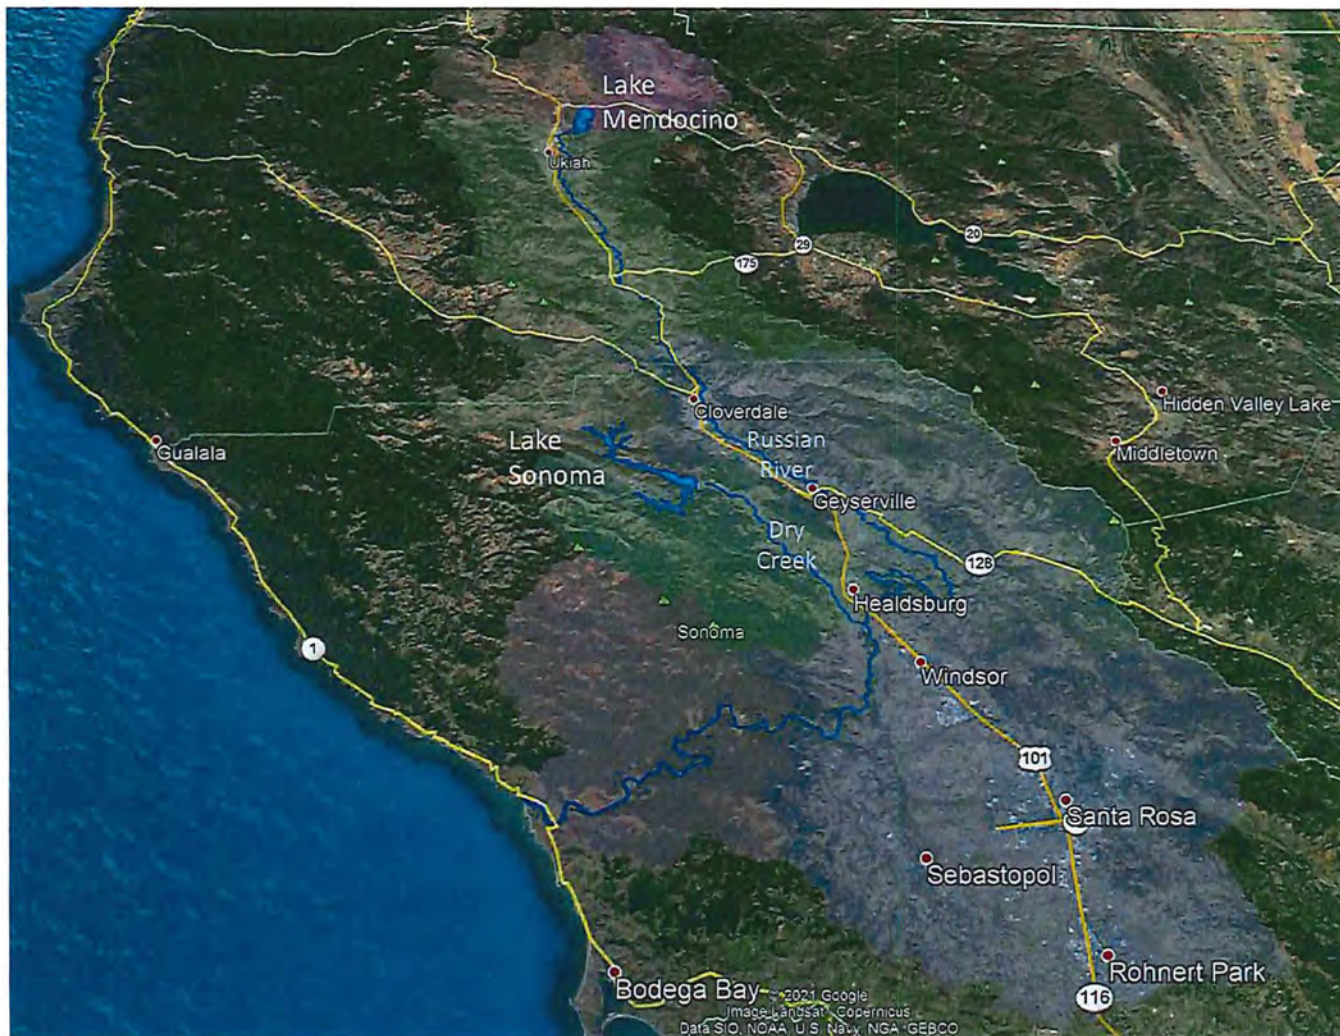 Lake
Mendocino
Ukiah
20
29
175
Cloverdale
Hidden Valley Lake
Gualala
Lake
Sonoma
Russian
River
Middletown
Geyserville
Dry
Creek
128
Healdsburg
Sonoma
1
Windsor
101
Santa Rosa
Sebastopol
Rohnert Park
Bodega Bay
116
© 2021 Google
Image Landsat / Copernicus
Data SIO, NOAA, U.S. Navy, NGA, GEBCO